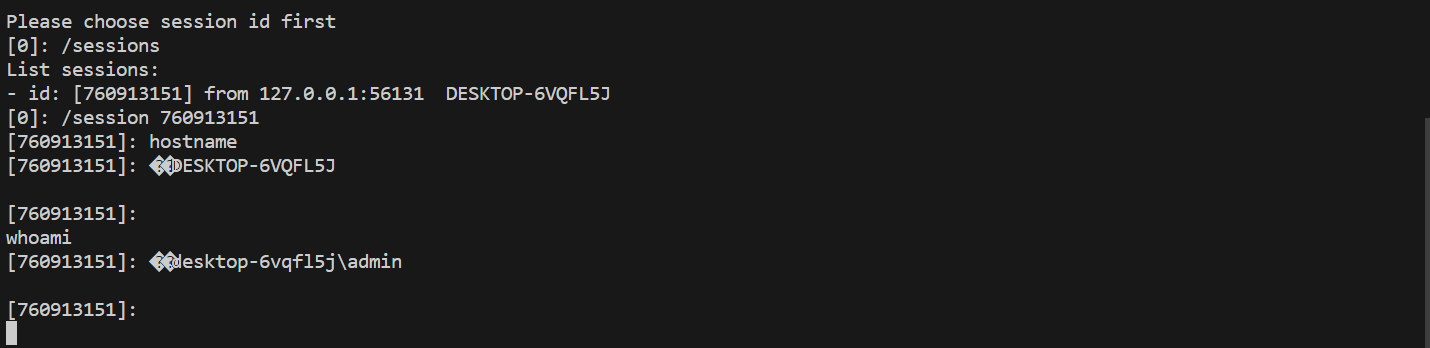 Please choose session id first
[0]: /sessions
List sessions:
- id: [760913151] from 127.0.0.1:56131  DESKTOP-6VQFL5J
[0]: /session 760913151
[760913151]: hostname
[760913151]: ��DESKTOP-6VQFL5J
[760913151]:
whoami
[760913151]: ��desktop-6vqfl5j\admin
[760913151]: